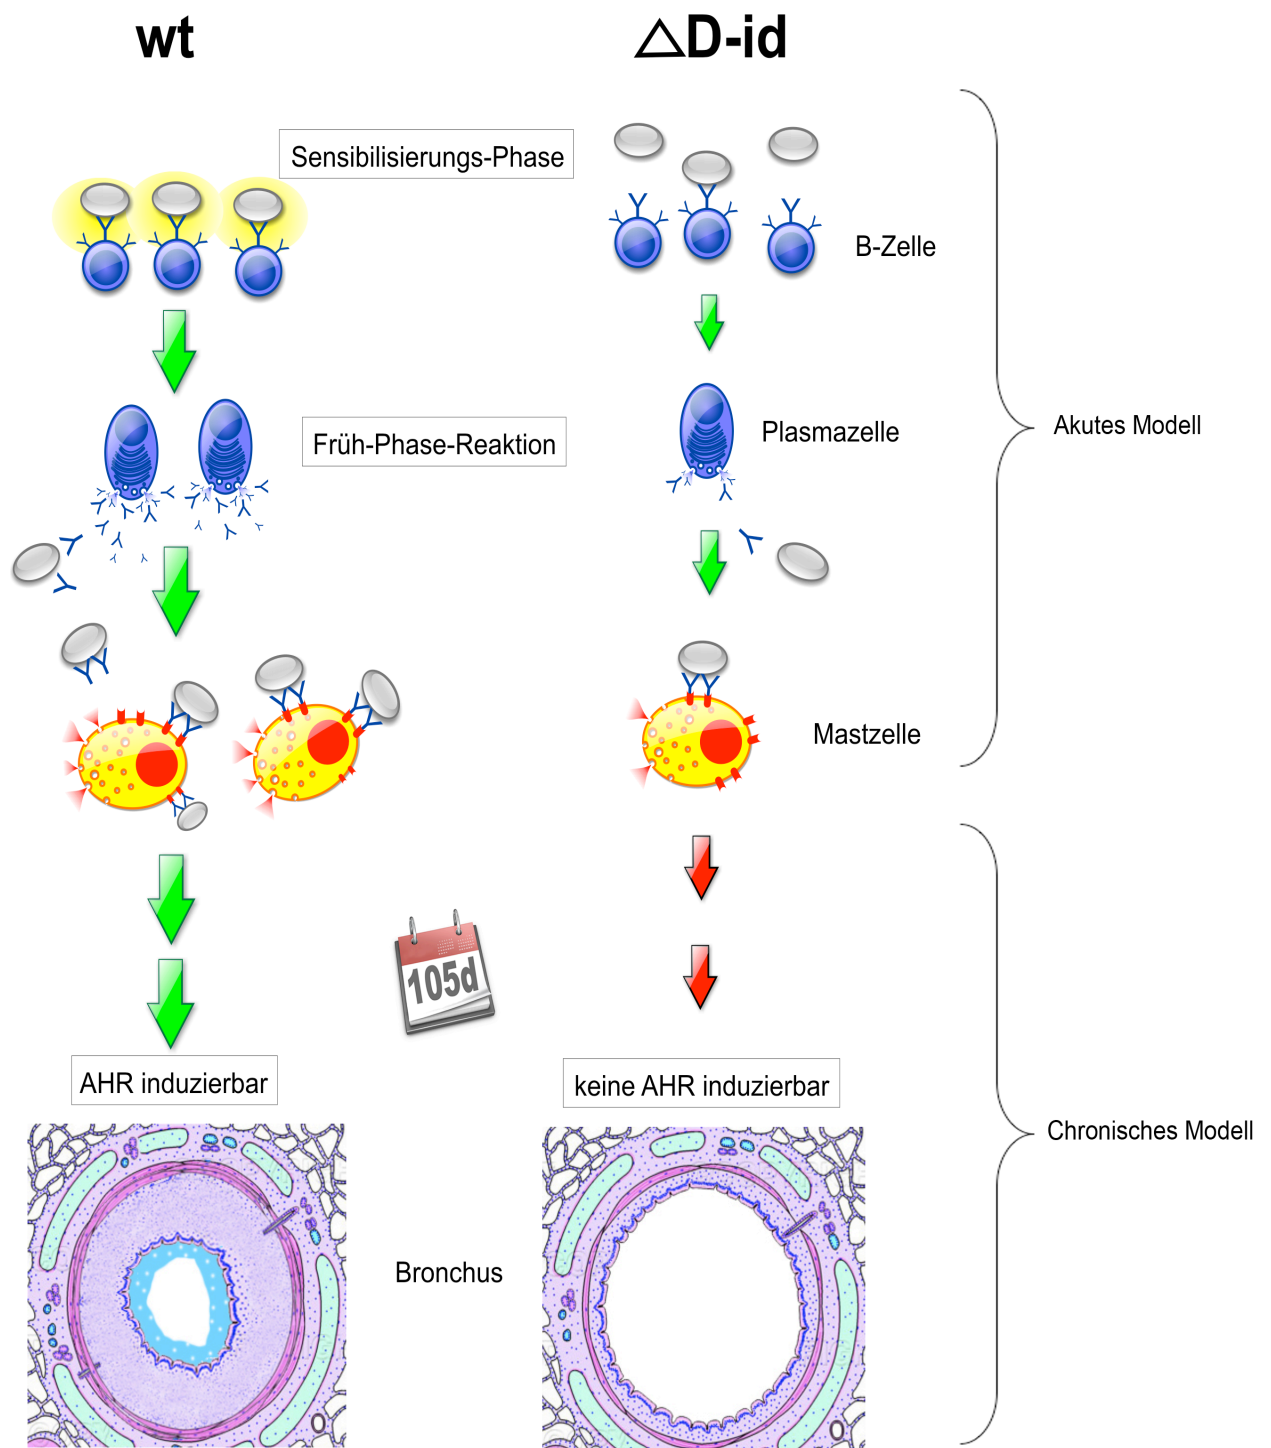 wt
△D-id
Sensibilisierungs-Phase
B-Zelle
Früh-Phase-Reaktion
Plasmazelle
Akutes Modell
Mastzelle
105d
AHR induzierbar
keine AHR induzierbar
Chronisches Modell
Bronchus